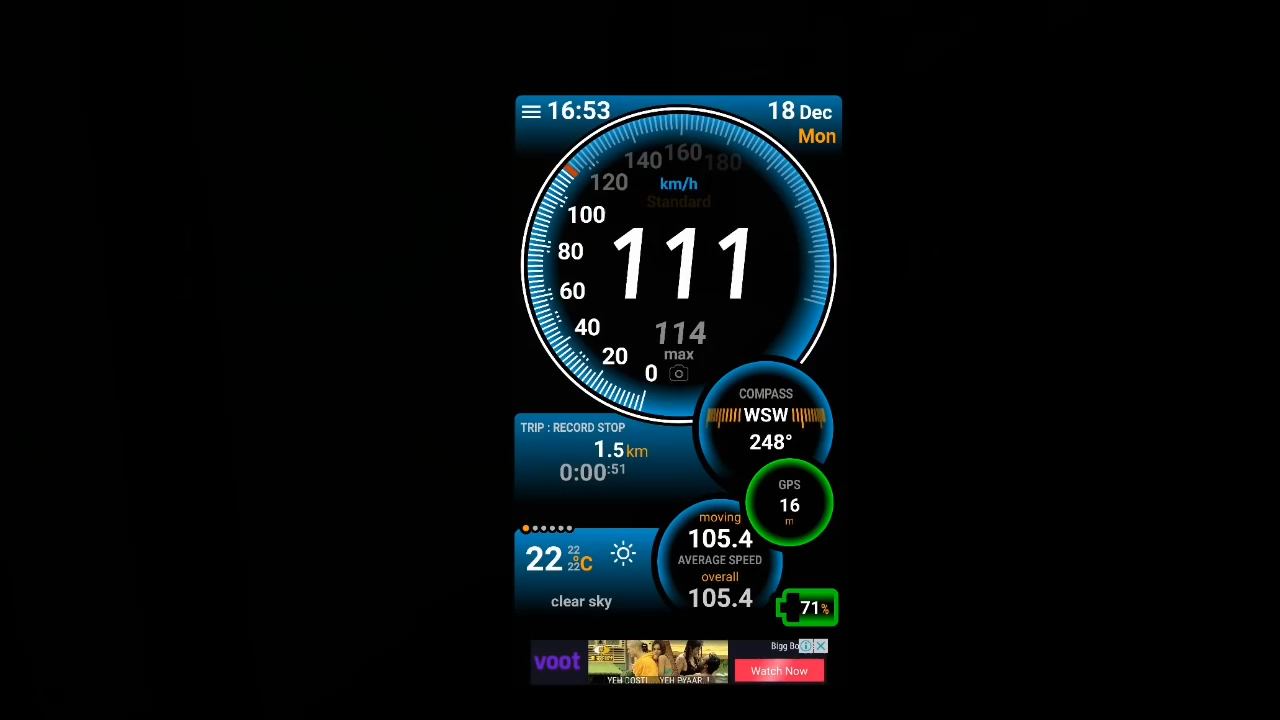 16:53
18 Dec
Mon
140 160 180
120
km/h
Standard
100
111
80
60
40
114
20
max
0
COMPASS
WSW
248°
TRIP : RECORD STOP
1.5 km
0:00:51
GPS
16
m
moving
105.4
AVERAGE SPEED
overall
105.4
22 22 22 °C
clear sky
71%
voot
Bigg Bo
YEH PYAAR..!
Watch Now